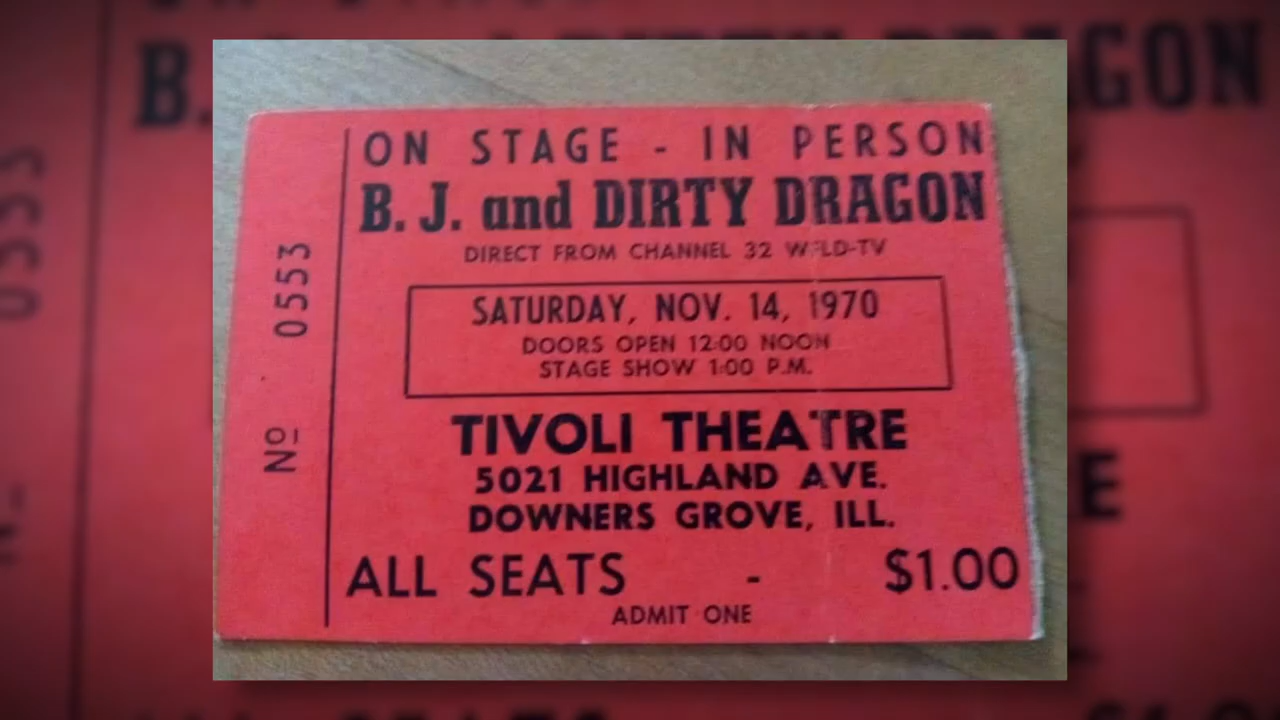 ON STAGE - IN PERSON
B. J. and DIRTY DRAGON
DIRECT FROM CHANNEL 32 WFLD-TV
SATURDAY, NOV. 14, 1970
DOORS OPEN 12:00 NOON
STAGE SHOW 1:00 P.M.
TIVOLI THEATRE
5021 HIGHLAND AVE.
DOWNERS GROVE, ILL.
ALL SEATS - $1.00
ADMIT ONE
Nº 0553